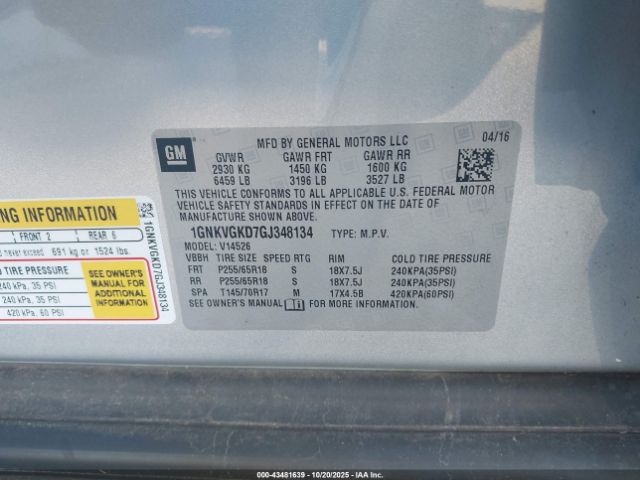 GM
MFD BY GENERAL MOTORS LLC 04/16
GVWR GAWR FRT GAWR RR
2930 KG 1450 KG 1600 KG
6459 LB 3196 LB 3527 LB
THIS VEHICLE CONFORMS TO ALL APPLICABLE U.S. FEDERAL MOTOR
VEHICLE SAFETY STANDARDS IN EFFECT ON THE DATE OF
MANUFACTURE SHOWN ABOVE.
1GNKVGKD7GJ348134 TYPE: M.P.V.
MODEL: V14526
VBBH TIRE SIZE SPEED RTG RIM COLD TIRE PRESSURE
FRT P255/65R18 S 18X7.5J 240KPA(35PSI)
RR P255/65R18 S 18X7.5J 240KPA(35PSI)
SPA T145/70R17 M 17X4.5B 420KPA(60PSI)
SEE OWNER'S MANUAL FOR MORE INFORMATION.
NG INFORMATION
FRONT 2 REAR 6
never exceed 691 kg or 1524 lbs.
LD TIRE PRESSURE
240 kPa, 35 PSI
240 kPa, 35 PSI
420 kPa, 60 PSI
SEE OWNER'S
MANUAL FOR
ADDITIONAL
INFORMATION
1GNKVGKD7GJ348134
000-43481639 - 10/20/2025 - IAA Inc.